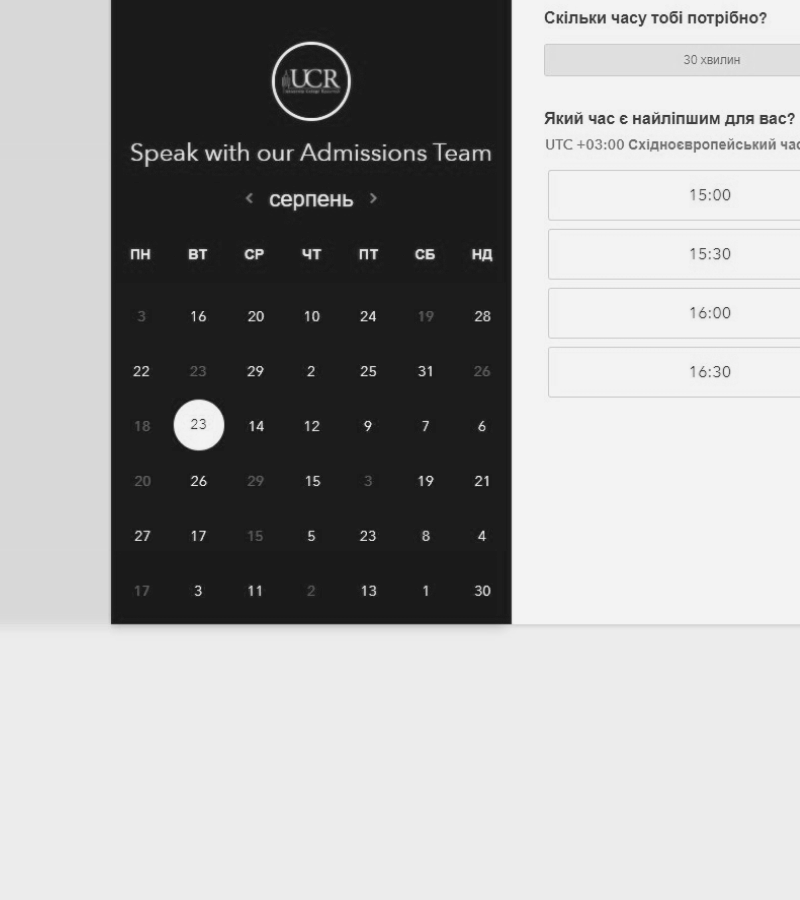 Скільки часу тобі потрібно?
30 хвилин
Який час є найліпшим для вас?
UTC +03:00 Східноєвропейський
15:00
15:30
16:00
16:30
UCR
Speak with our Admissions Team
‹ серпень ›
ПН ВТ СР ЧТ ПТ СБ НД
3 16 20 10 24 19 28
22 23 29 2 25 31 26
18 23 14 12 9 7 6
20 26 29 15 3 19 21
27 17 15 5 23 8 4
17 3 11 2 13 1 30